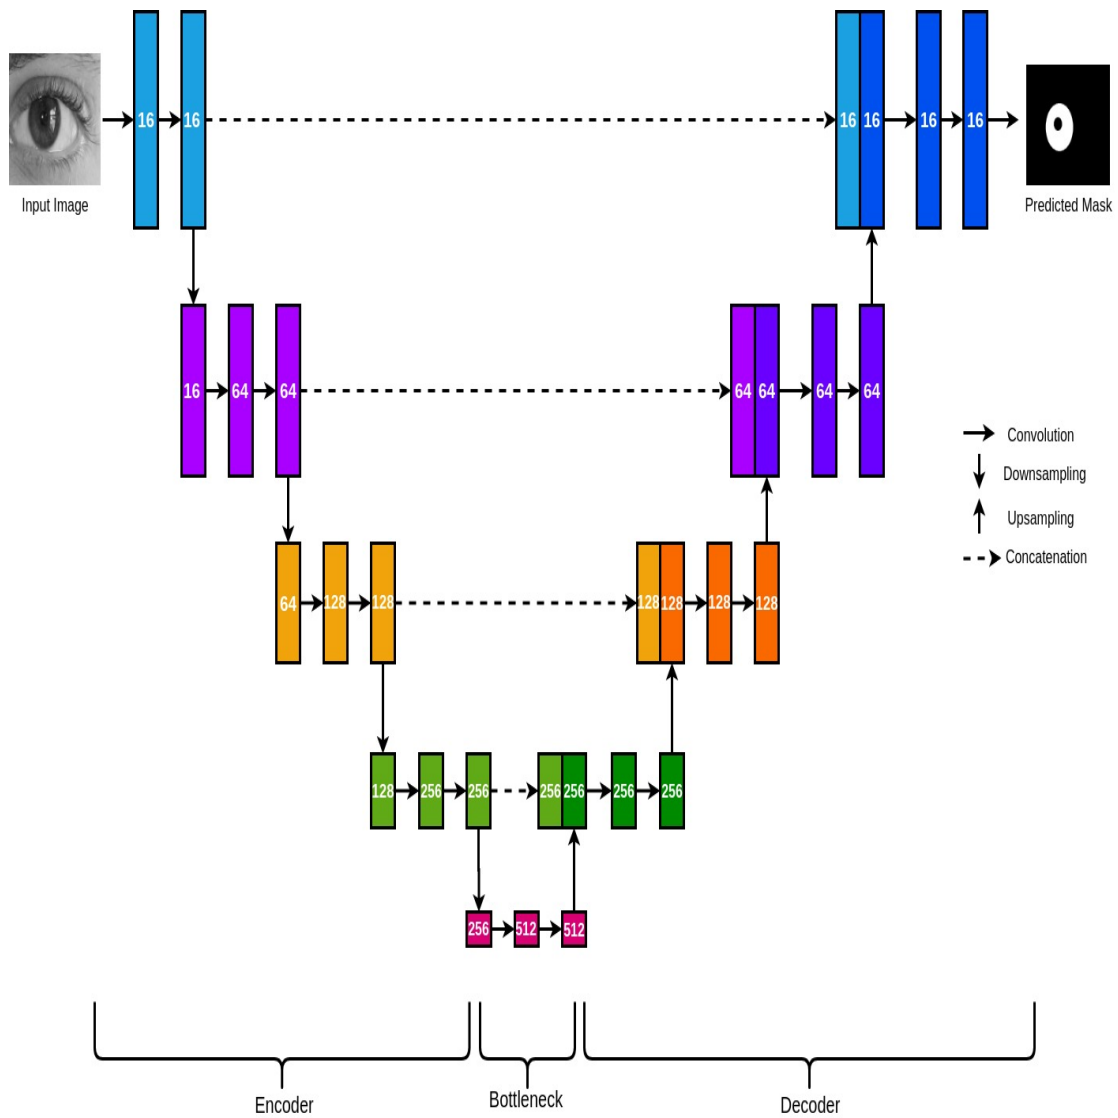 16 16 16 16 16 16
Input Image
Predicted Mask
16 64 64 64 64 64 64
Convolution
Downsampling
Upsampling
Concatenation
64 128 128 128 128 128 128
128 256 256 256 256 256 256
256 512 512
Encoder
Bottleneck
Decoder